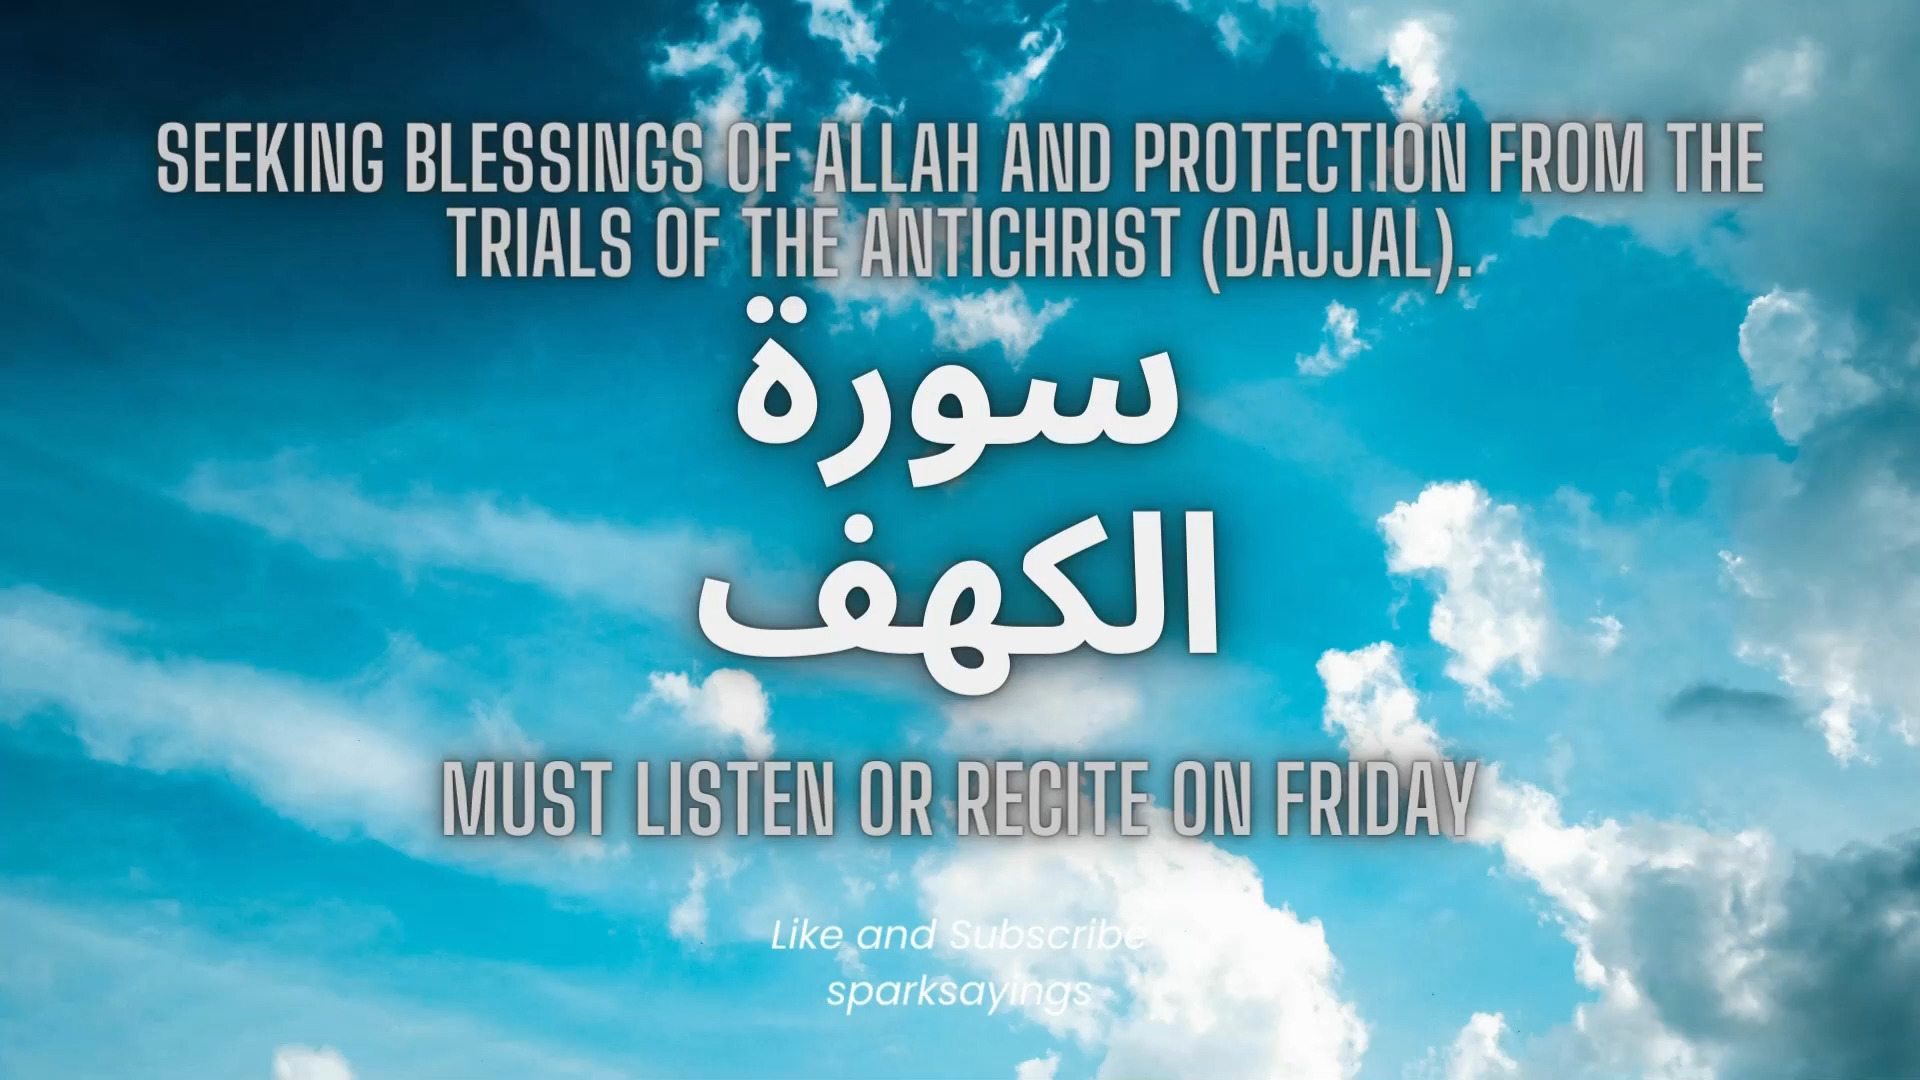 SEEKING BLESSINGS OF ALLAH AND PROTECTION FROM THE
TRIALS OF THE ANTICHRIST (DAJJAL).
سورة
الكهف
MUST LISTEN OR RECITE ON FRIDAY
Like and Subscribe
sparksayings